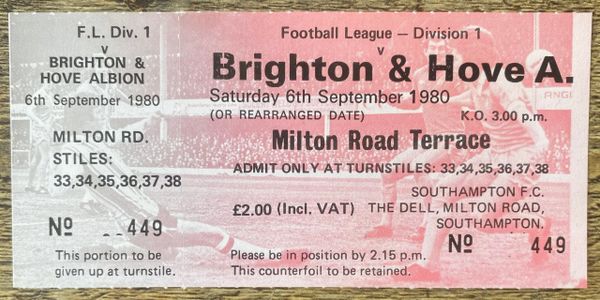 F.L. Div. 1
v
BRIGHTON &
HOVE ALBION
6th September 1980
MILTON RD.
STILES:
33,34,35,36,37,38
Nº 449
This portion to be
given up at turnstile.
Football League – Division 1
v
Brighton & Hove A.
Saturday 6th September 1980
(OR REARRANGED DATE) K.O. 3.00 p.m.
Milton Road Terrace
ADMIT ONLY AT TURNSTILES: 33,34,35,36,37,38
SOUTHAMPTON F.C.
£2.00 (Incl. VAT) THE DELL, MILTON ROAD,
SOUTHAMPTON.
Nº 449
Please be in position by 2.15 p.m.
This counterfoil to be retained.